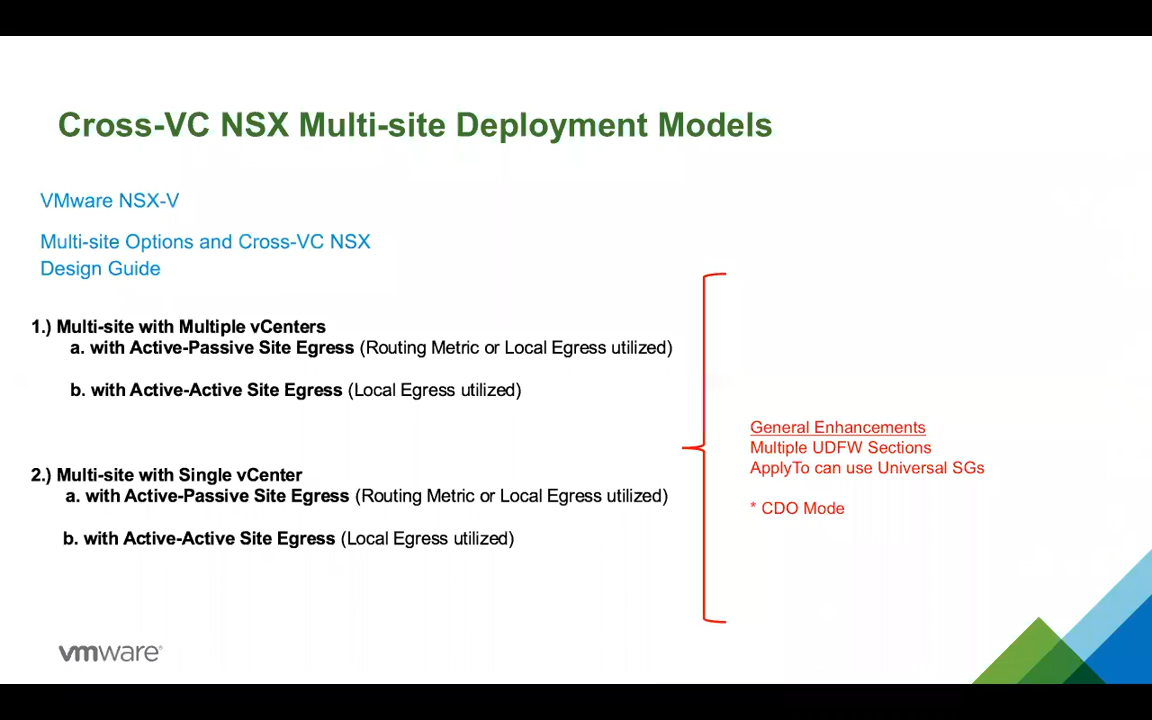 Cross-VC NSX Multi-site Deployment Models
VMware NSX-V
Multi-site Options and Cross-VC NSX
Design Guide
1.) Multi-site with Multiple vCenters
a. with Active-Passive Site Egress (Routing Metric or Local Egress utilized)
b. with Active-Active Site Egress (Local Egress utilized)
2.) Multi-site with Single vCenter
a. with Active-Passive Site Egress (Routing Metric or Local Egress utilized)
b. with Active-Active Site Egress (Local Egress utilized)
General Enhancements
Multiple UDFW Sections
ApplyTo can use Universal SGs
* CDO Mode
vmware®